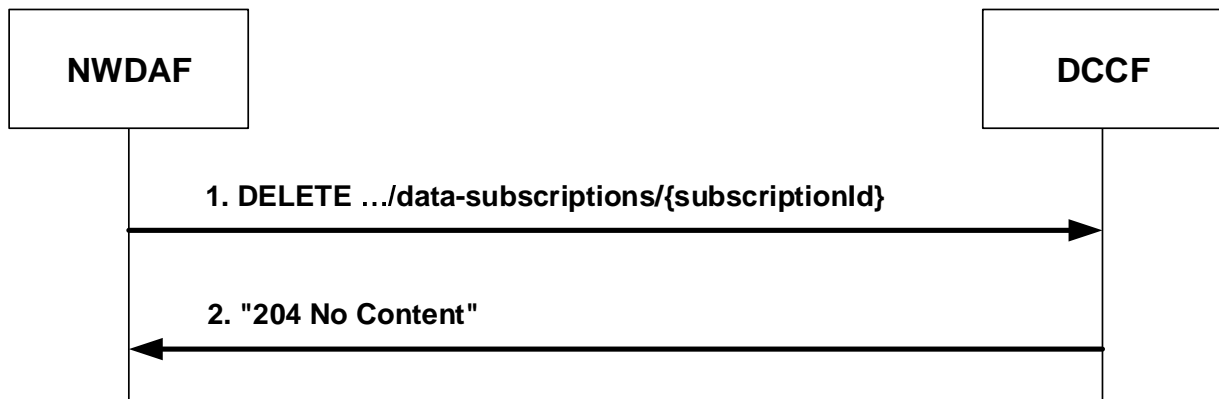 NWDAF
DCCF
1. DELETE …/data-subscriptions/{subscriptionId}
2. "204 No Content"